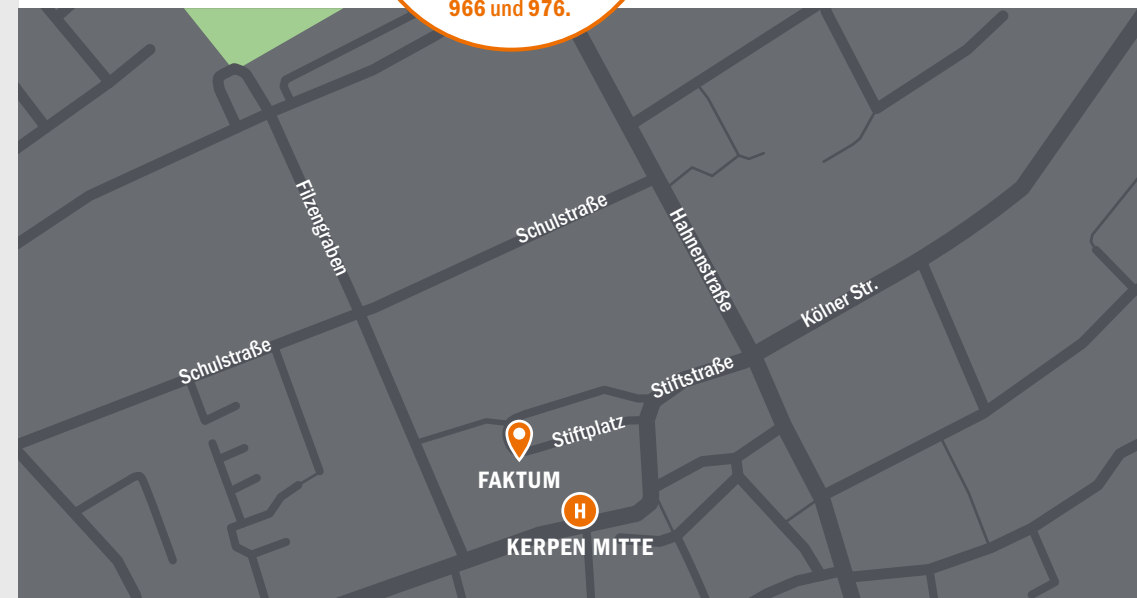 966 und 976.
Filzengraben
Schulstraße
Hahnenstraße
Kölner Str.
Schulstraße
Stiftstraße
Stiftplatz
FAKTUM
H
KERPEN MITTE